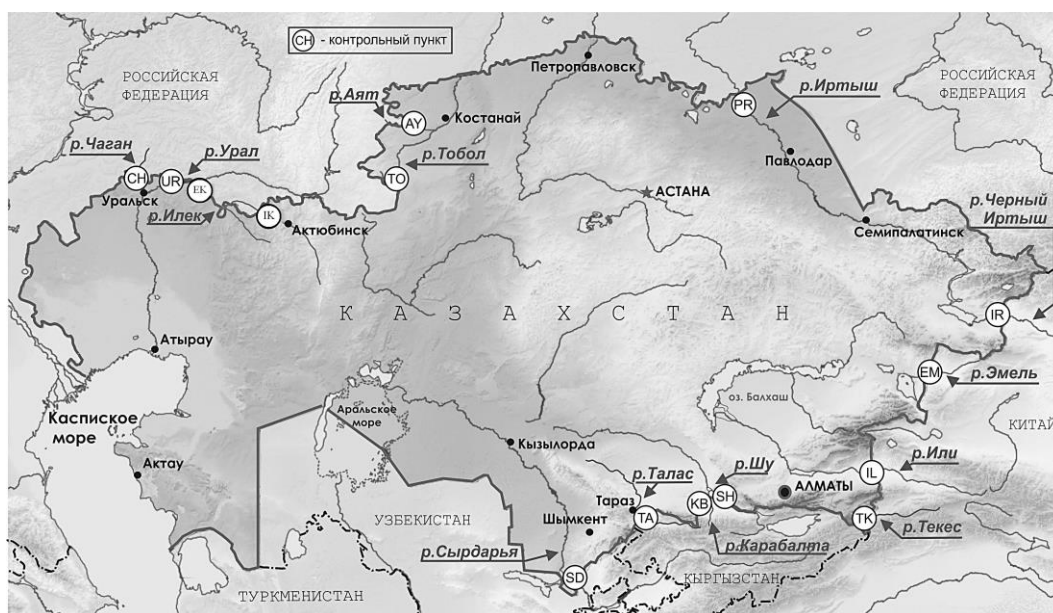 CH - контрольный пункт
РОССИЙСКАЯ
ФЕДЕРАЦИЯ
Петропавловск
РОССИЙСКАЯ
ФЕДЕРАЦИЯ
р.Аят
AY
Костанай
PR
р.Иртыш
р.Чаган
р.Урал
р.Тобол
Павлодар
CH
UR
EK
TO
АСТАНА
Уральск
р.Илек
IK
Актюбинск
р.Черный
Иртыш
Семипалатинск
КАЗАХСТАН
IR
Атырау
EM
р.Эмель
оз. Балхаш
Каспиское
море
Аральское
море
КИТАЙ
Кызылорда
Актау
р.Талас
р.Шу
IL
р.Или
Тараз
KB
SH
АЛМАТЫ
УЗБЕКИСТАН
Шымкент
TA
TK
р.Текес
р.Сырдарья
р.Карабалта
SD
КЫРГЫЗСТАН
ТУРКМЕНИСТАН